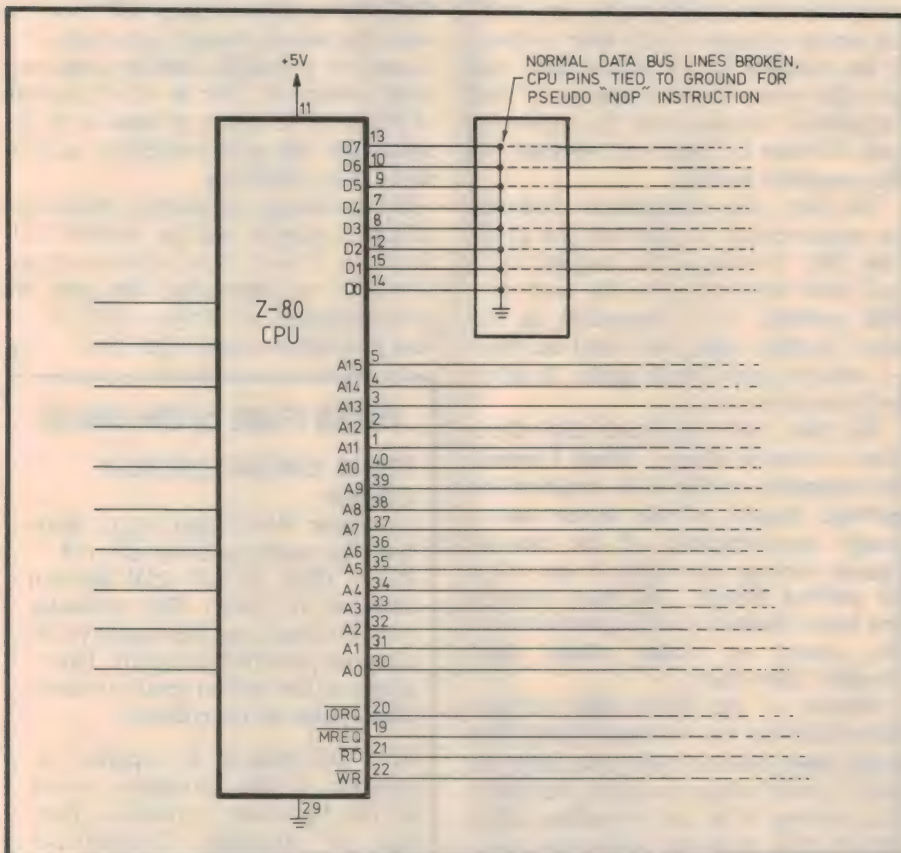 +5V
11
NORMAL DATA BUS LINES BROKEN,
CPU PINS TIED TO GROUND FOR
PSEUDO "NOP" INSTRUCTION
Z-80
CPU
D7 13
D6 10
D5 9
D4 7
D3 8
D2 12
D1 15
D0 14
A15 5
A14 4
A13 3
A12 2
A11 1
A10 40
A9 39
A8 38
A7 37
A6 36
A5 35
A4 34
A3 33
A2 32
A1 31
A0 30
IORQ 20
MREQ 19
RD 21
WR 22
29